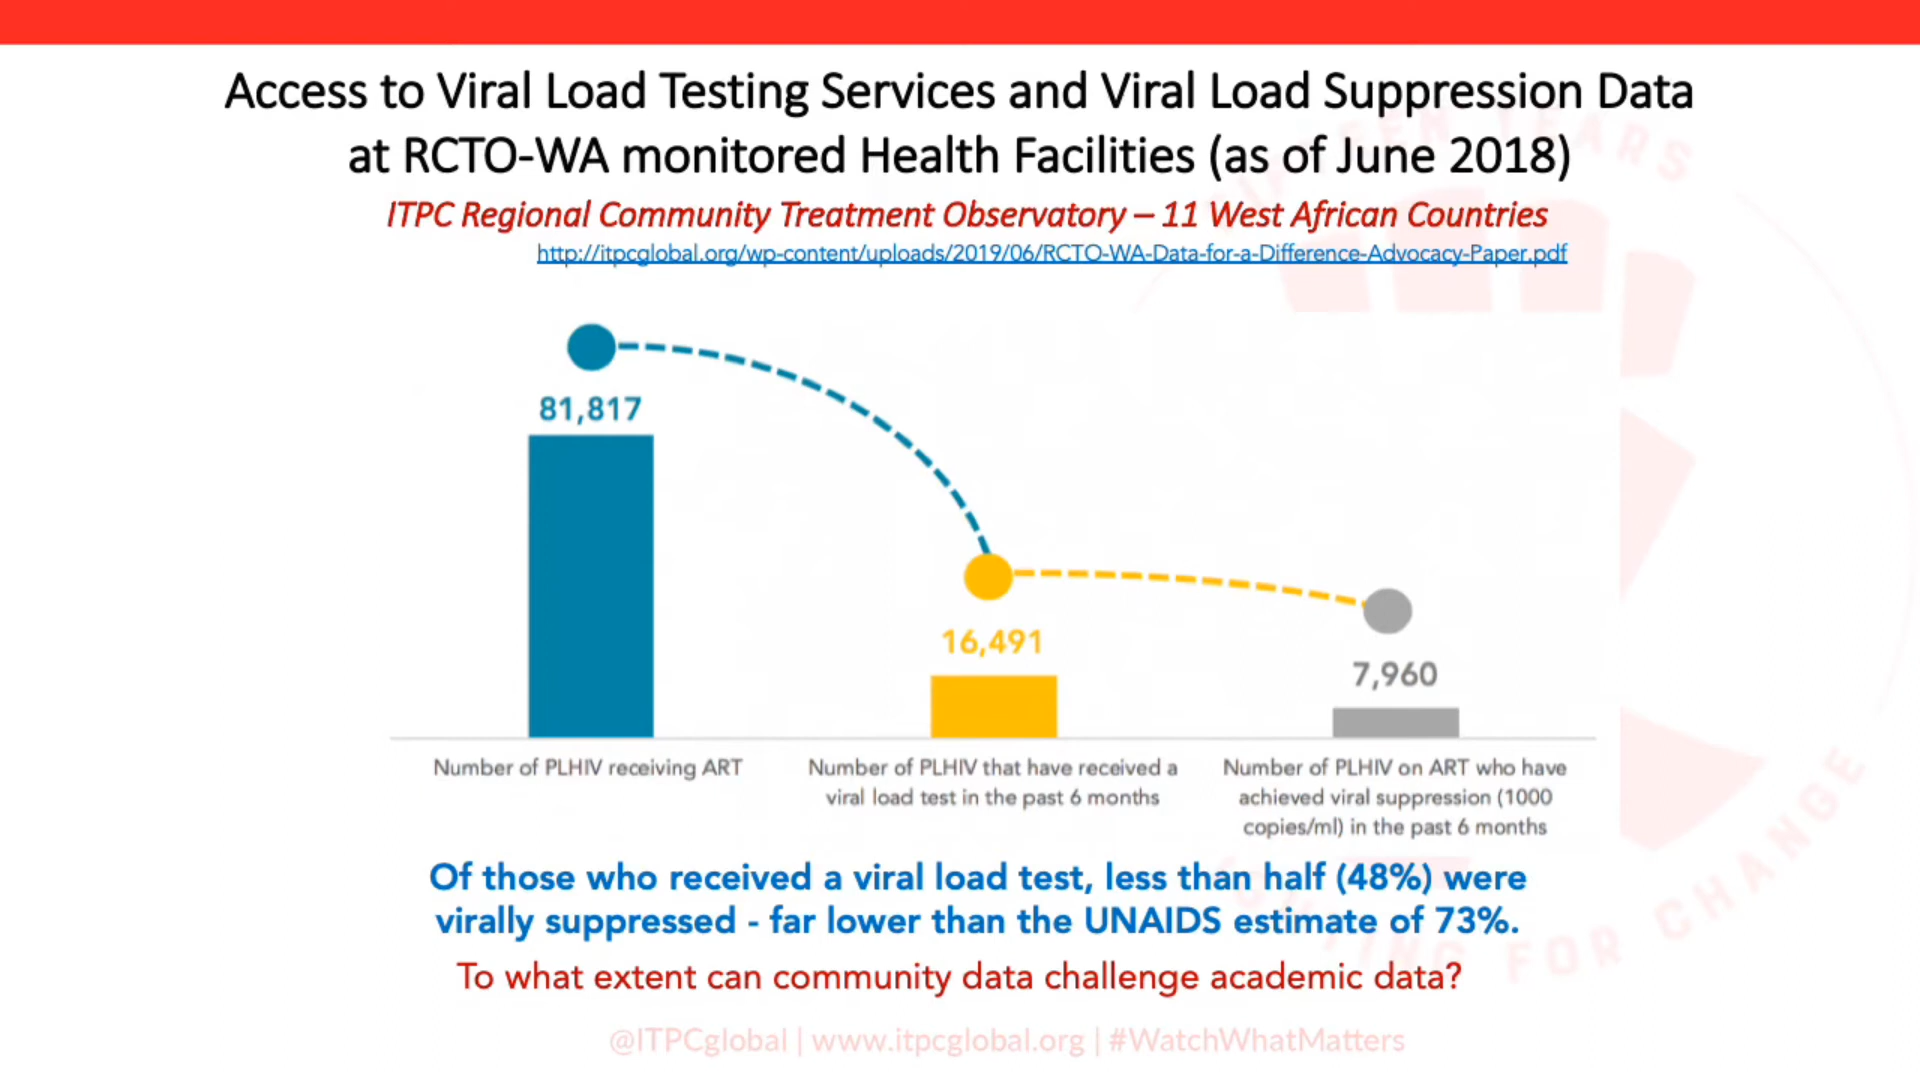 Access to Viral Load Testing Services and Viral Load Suppression Data
at RCTO-WA monitored Health Facilities (as of June 2018)
ITPC Regional Community Treatment Observatory – 11 West African Countries
http://itpcglobal.org/wp-content/uploads/2019/06/RCTO-WA-Data-for-a-Difference-Advocacy-Paper.pdf
81,817
16,491
7,960
Number of PLHIV receiving ART
Number of PLHIV that have received a
viral load test in the past 6 months
Number of PLHIV on ART who have
achieved viral suppression (1000
copies/ml) in the past 6 months
Of those who received a viral load test, less than half (48%) were
virally suppressed - far lower than the UNAIDS estimate of 73%.
To what extent can community data challenge academic data?
@ITPCglobal | www.itpcglobal.org | #WatchWhatMatters
YEARS
FOR CHANGE